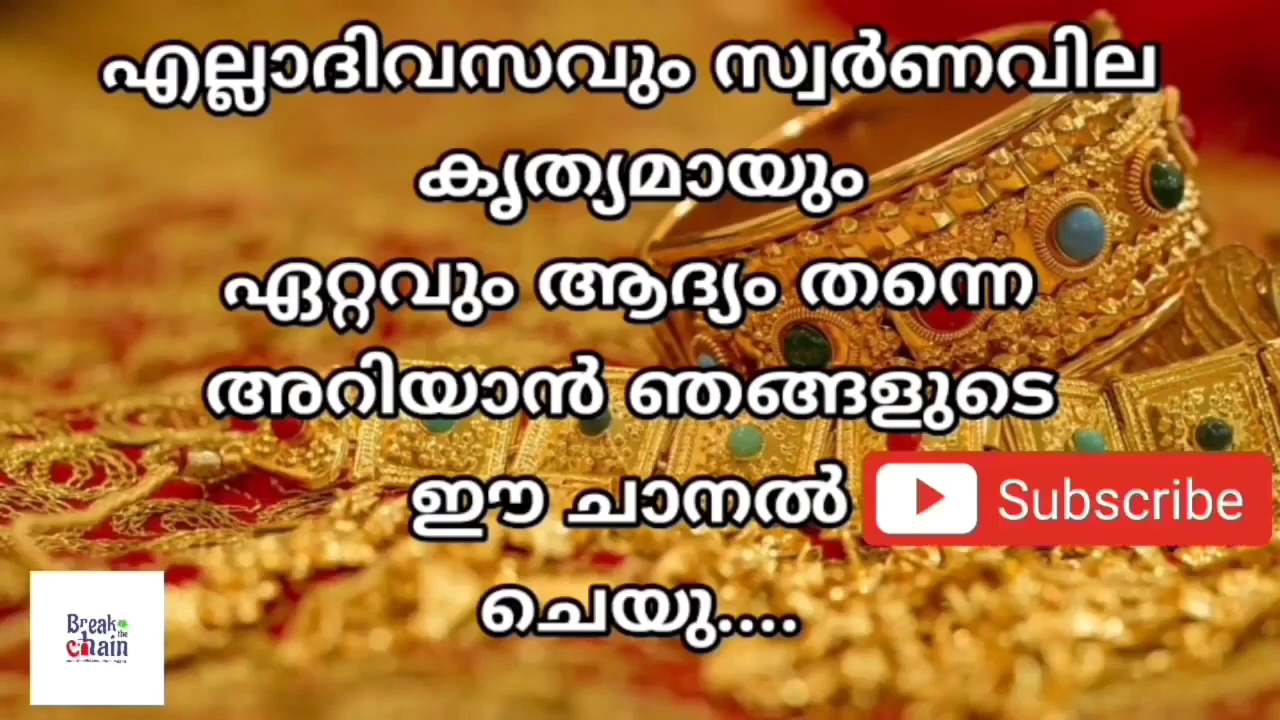 എല്ലാദിവസവും സ്വർണവില
കൃത്യമായും
ഏറ്റവും ആദ്യം തന്നെ
അറിയാൻ ഞങ്ങളുടെ
ഈ ചാനൽ Subscribe
ചെയു....
Break
the
chain